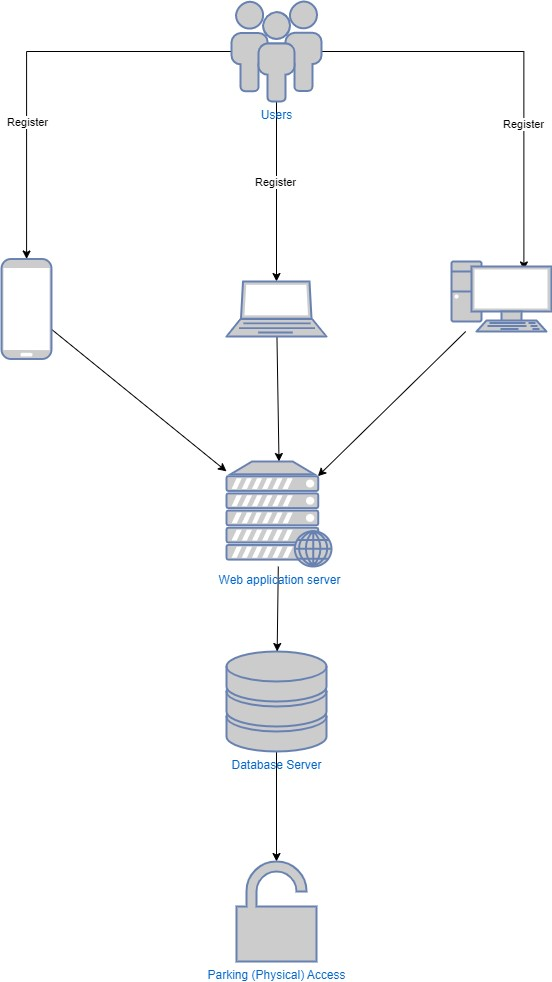 Users
Register
Register
Register
Web application server
Database Server
Parking (Physical) Access